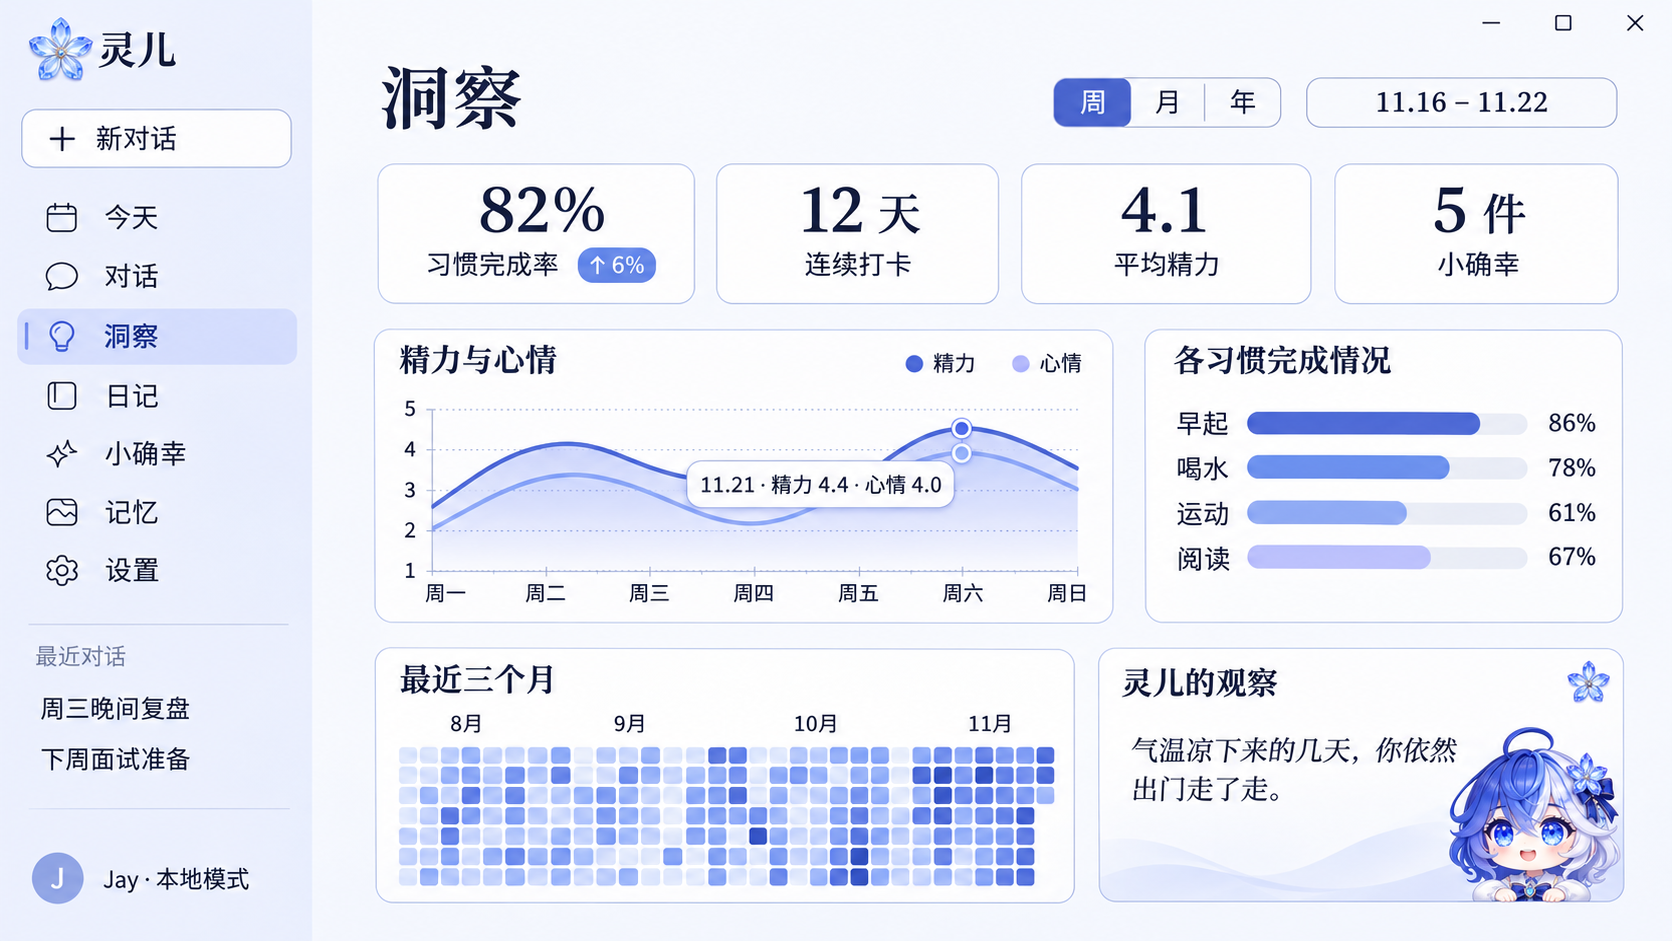 灵儿
新对话
今天
对话
洞察
日记
小确幸
记忆
设置
最近对话
周三晚间复盘
下周面试准备
J
Jay · 本地模式
洞察
周 月 年
11.16 – 11.22
82%
习惯完成率 ↑ 6%
12 天
连续打卡
4.1
平均精力
5 件
小确幸
精力与心情
精力 心情
5
4
3
2
1
11.21 · 精力 4.4 · 心情 4.0
周一 周二 周三 周四 周五 周六 周日
各习惯完成情况
早起 86%
喝水 78%
运动 61%
阅读 67%
最近三个月
8月 9月 10月 11月
灵儿的观察
气温凉下来的几天，你依然
出门走了走。